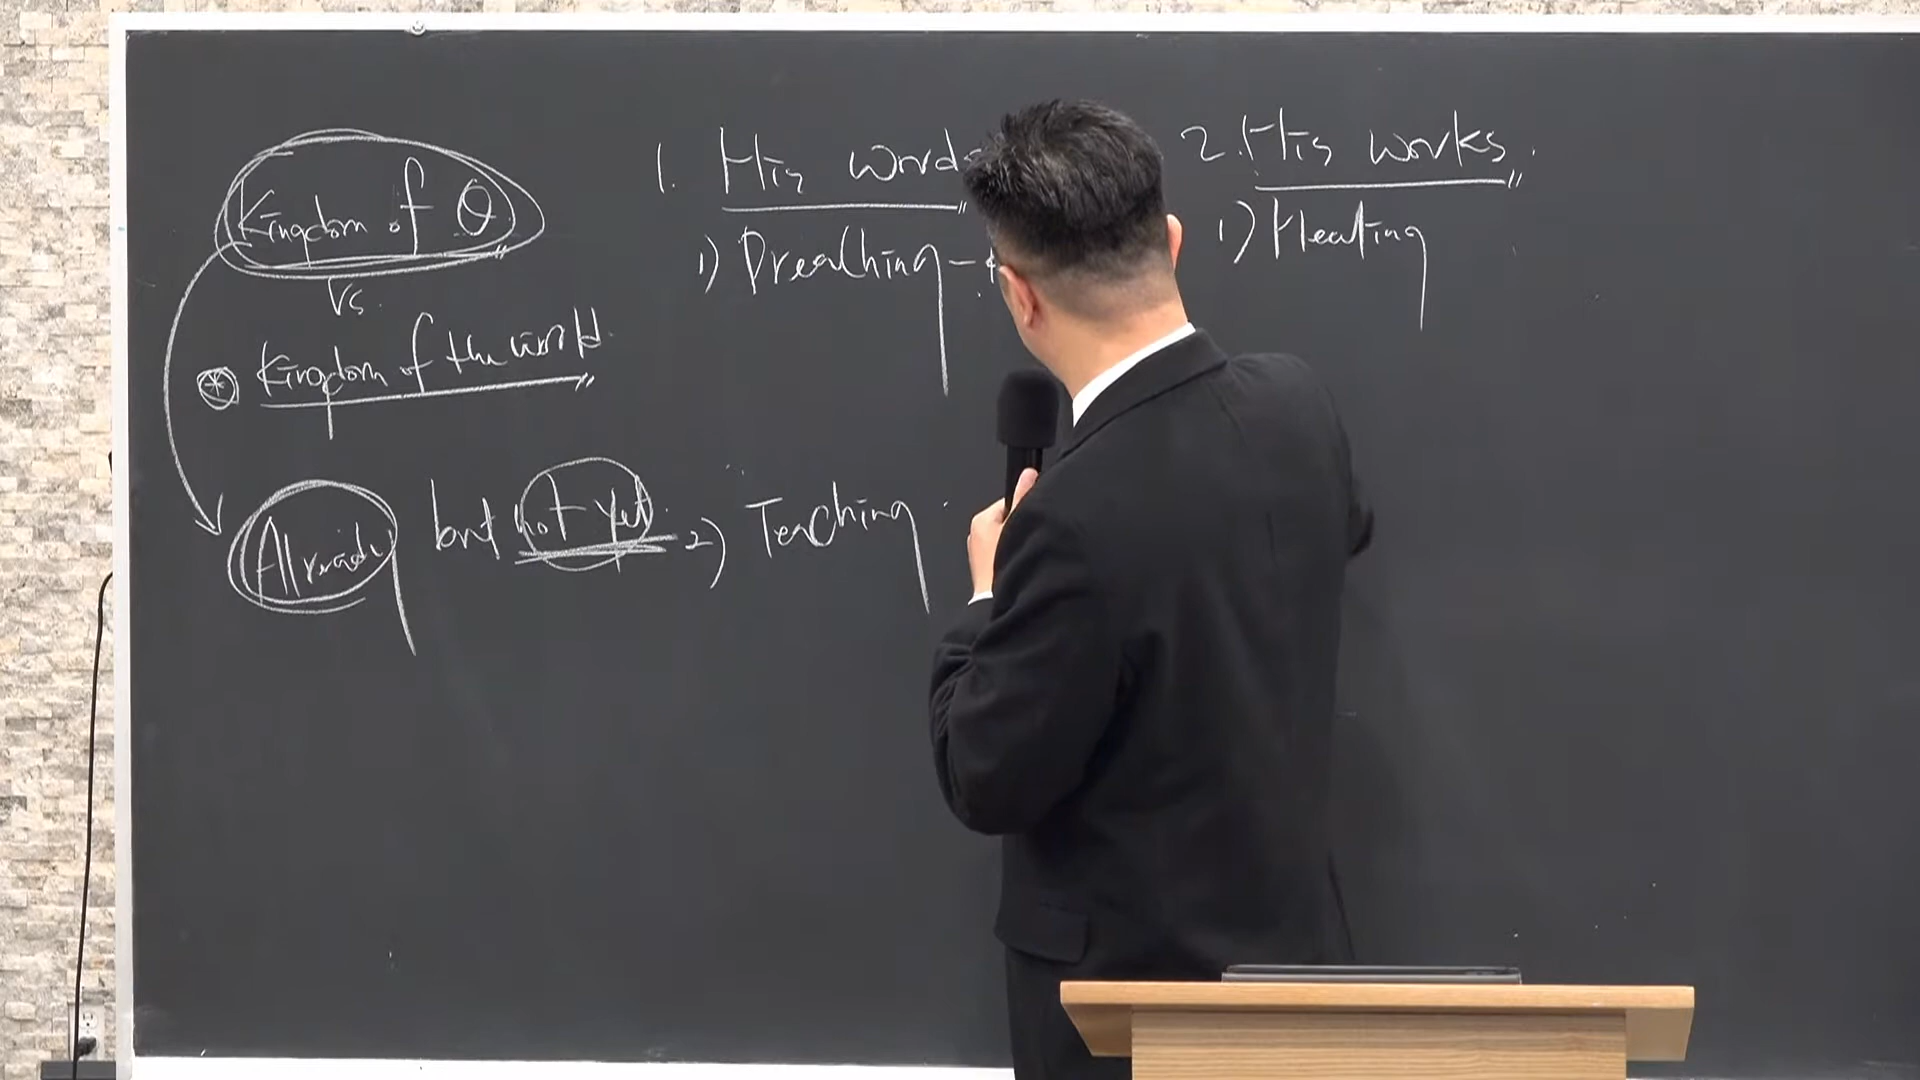 Kingdom of θ
Vs.
⊛ Kingdom of the world.
Already but not yet.
1. His words
1) Preaching -
2) Teaching
2. His works.
1) Healing